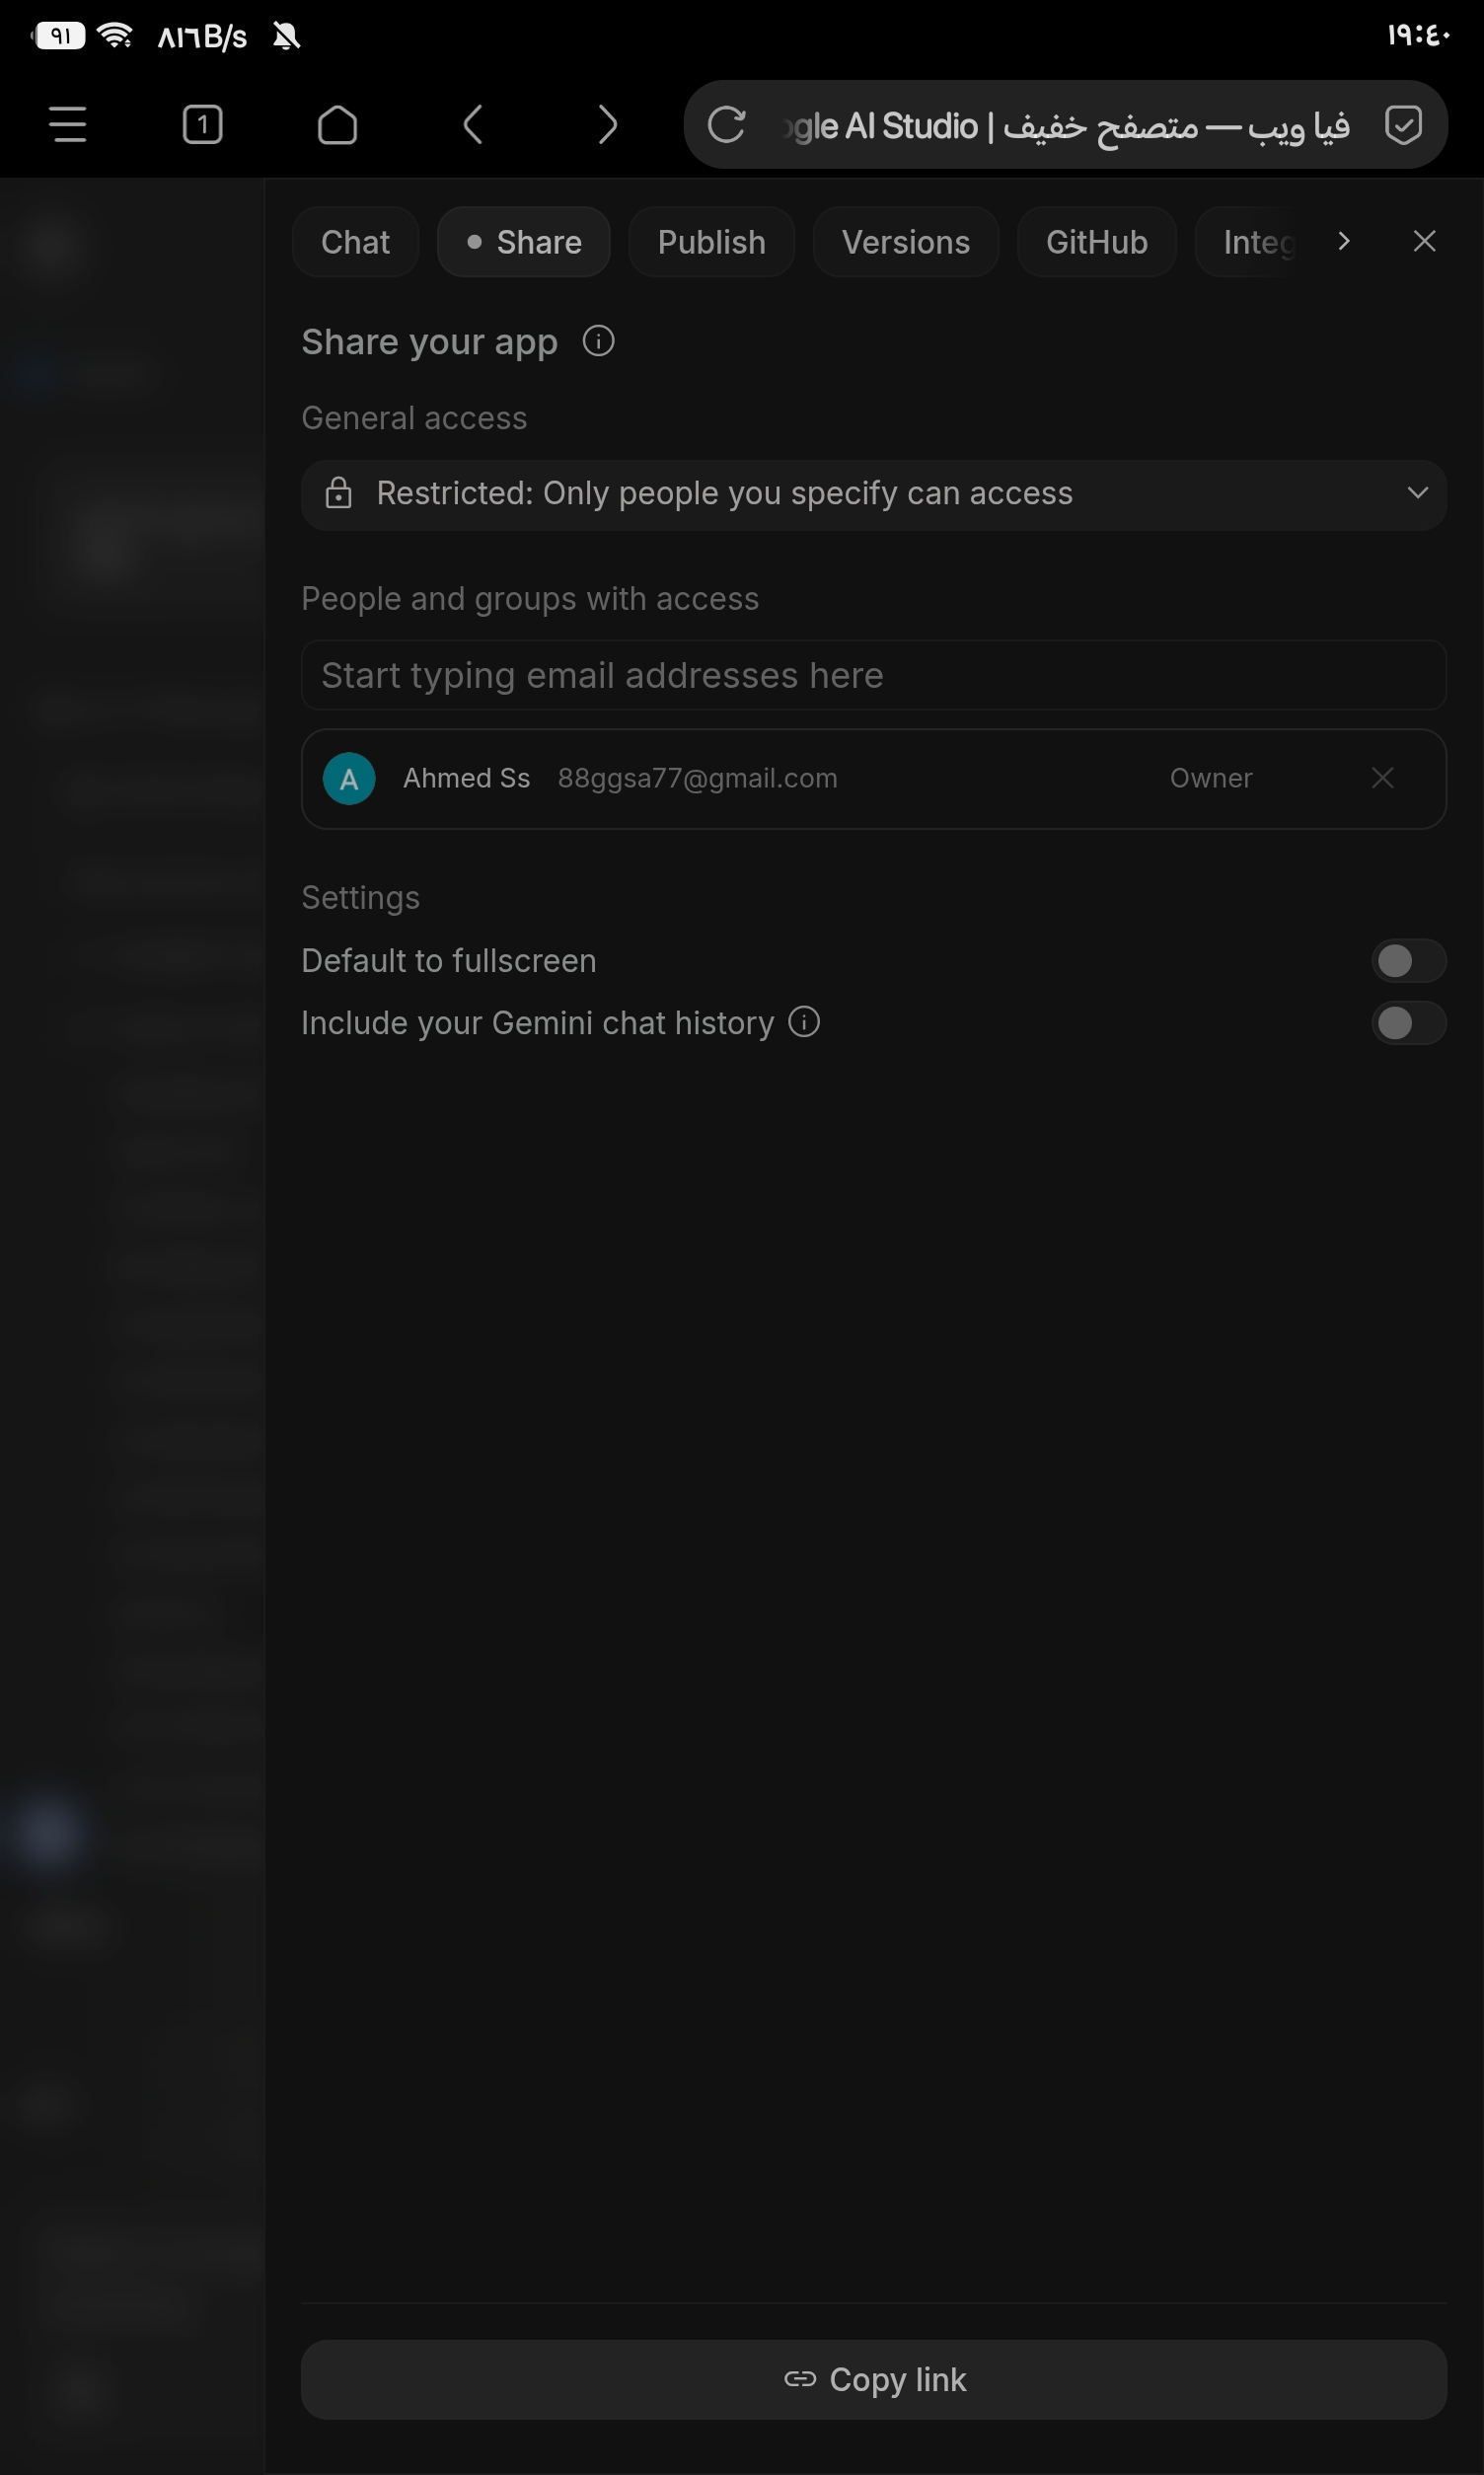 ٩١ ٨١٦B/s ١٩:٤٠
1 ogle AI Studio | فيا ويب — متصفح خفيف
Chat Share Publish Versions GitHub Integ
Share your app
General access
Restricted: Only people you specify can access
People and groups with access
Start typing email addresses here
A Ahmed Ss 88ggsa77@gmail.com Owner
Settings
Default to fullscreen
Include your Gemini chat history
Copy link